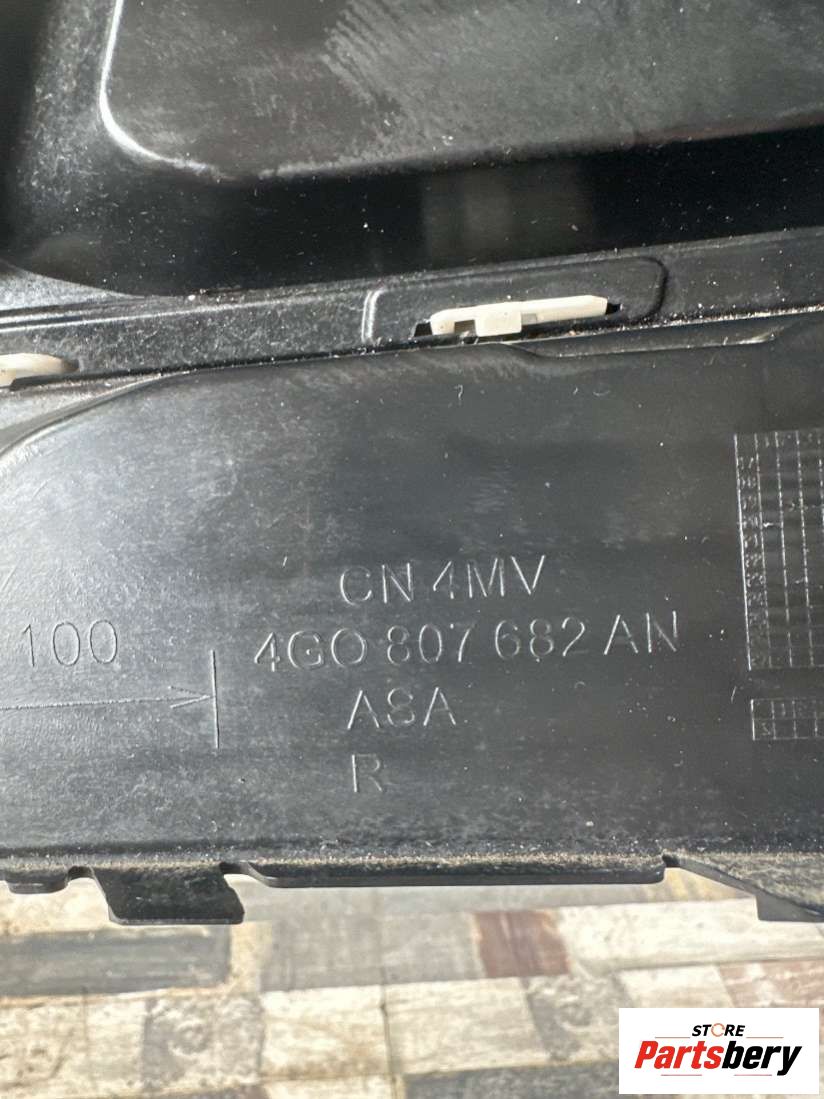 CN 4MV
100
4G0 807 682 AN
ASA
R
STORE
Partsbery